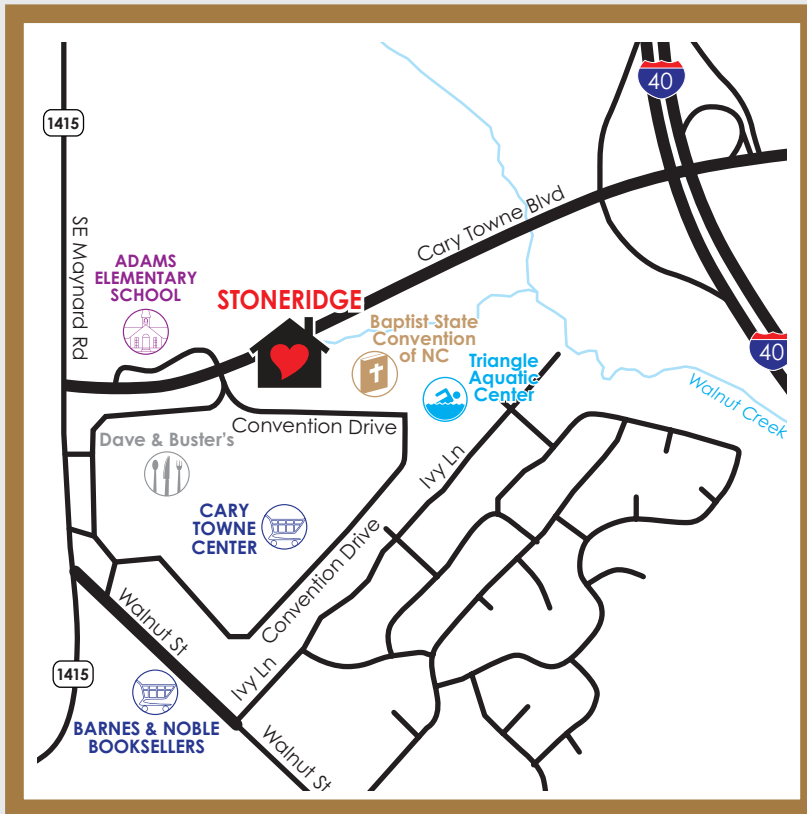 40
1415
Cary Towne Blvd
SE Maynard Rd
ADAMS
ELEMENTARY
SCHOOL
STONERIDGE
Baptist State
Convention
of NC
Triangle
Aquatic
Center
40
Walnut Creek
Convention Drive
Dave & Buster's
Ivy Ln
CARY
TOWNE
CENTER
Convention Drive
Walnut St
Ivy Ln
1415
BARNES & NOBLE
BOOKSELLERS
Walnut St